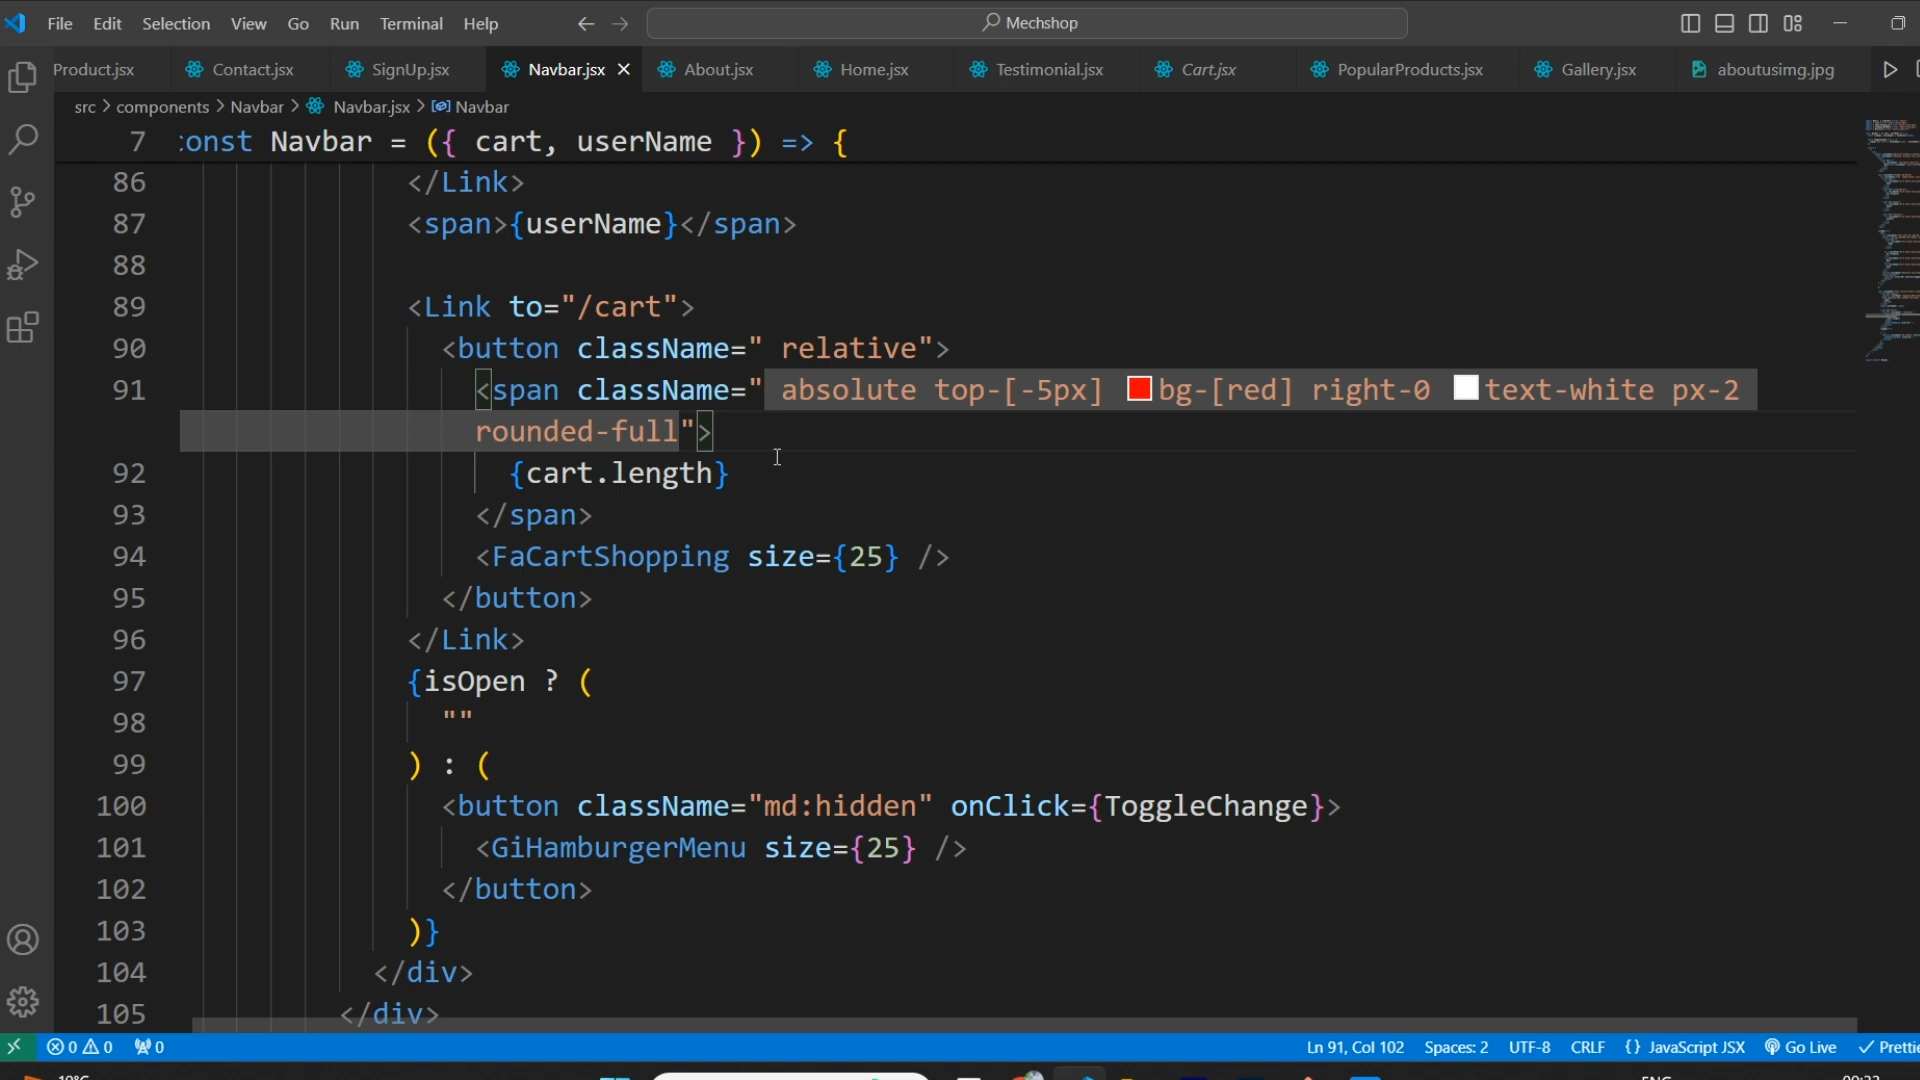 File Edit Selection View Go Run Terminal Help
Mechshop
Product.jsx Contact.jsx SignUp.jsx Navbar.jsx About.jsx Home.jsx Testimonial.jsx Cart.jsx PopularProducts.jsx Gallery.jsx aboutusimg.jpg
src > components > Navbar > Navbar.jsx > Navbar
7 const Navbar = ({ cart, userName }) => {
86 </Link>
87 <span>{userName}</span>
88
89 <Link to="/cart">
90 <button className=" relative">
91 <span className=" absolute top-[-5px] bg-[red] right-0 text-white px-2
rounded-full">
92 {cart.length}
93 </span>
94 <FaCartShopping size={25} />
95 </button>
96 </Link>
97 {isOpen ? (
98 ""
99 ) : (
100 <button className="md:hidden" onClick={ToggleChange}>
101 <GiHamburgerMenu size={25} />
102 </button>
103 )}
104 </div>
105 </div>
0 0 0 Ln 91, Col 102 Spaces: 2 UTF-8 CRLF {} JavaScript JSX Go Live